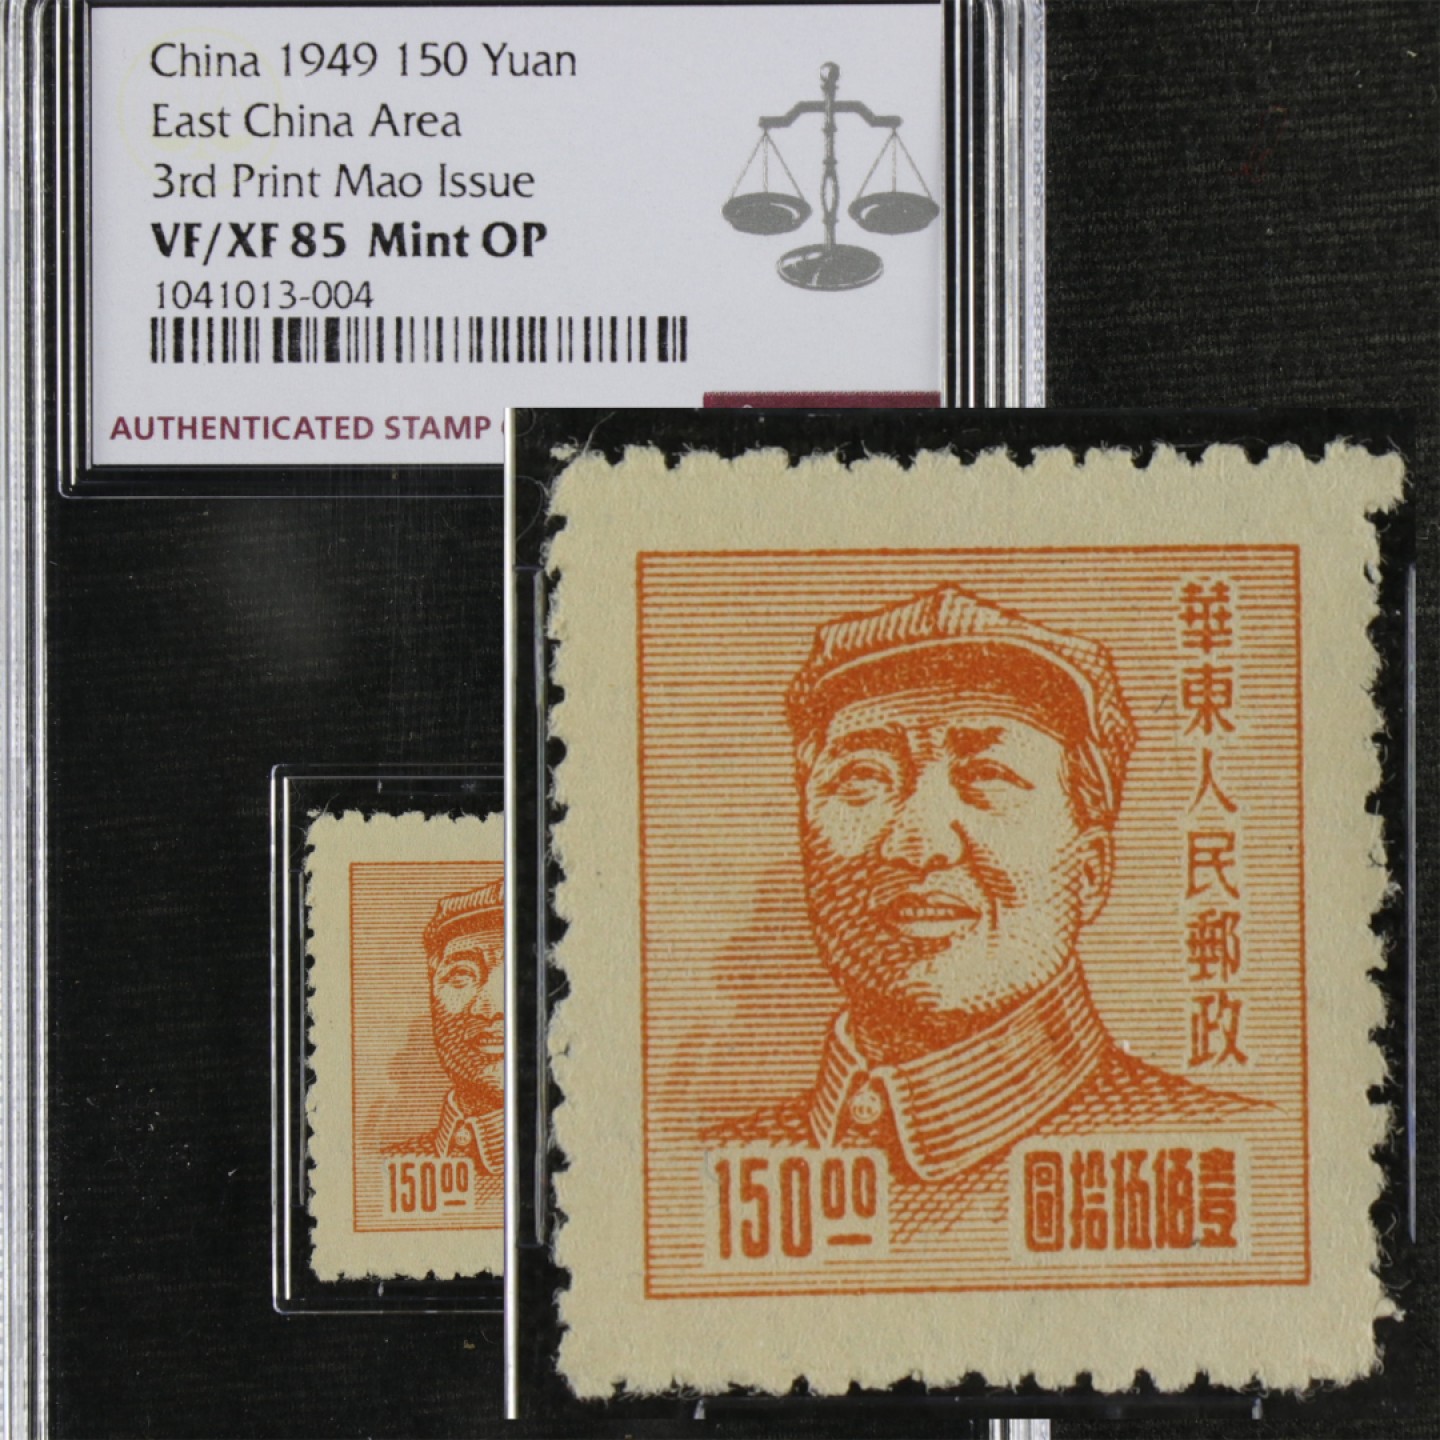 China 1949 150 Yuan
East China Area
3rd Print Mao Issue
VF/XF 85 Mint OP
1041013-004
AUTHENTICATED STAMP
華東人民郵政
150.00
圓拾伍佰壹
150.00